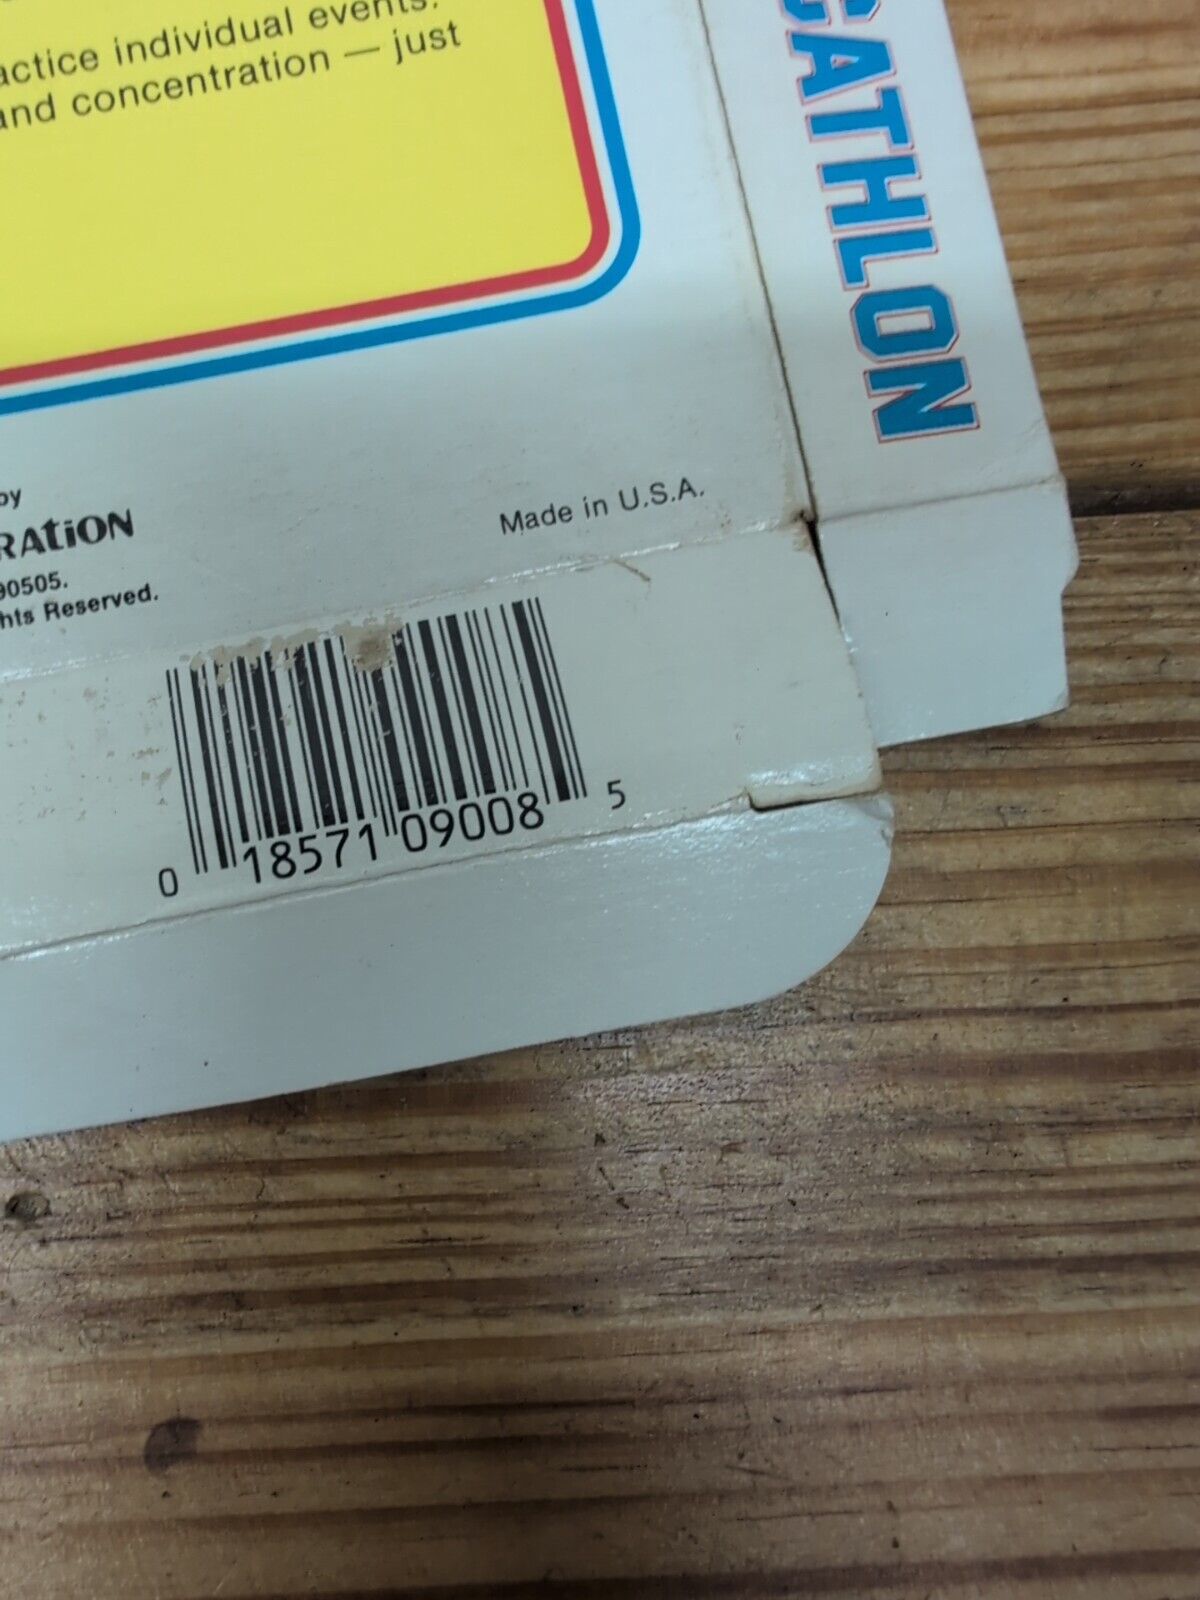 actice individual events.
and concentration — just
CATHLON
by
RATION
Made in U.S.A.
90505.
hts Reserved.
0 18571 09008 5